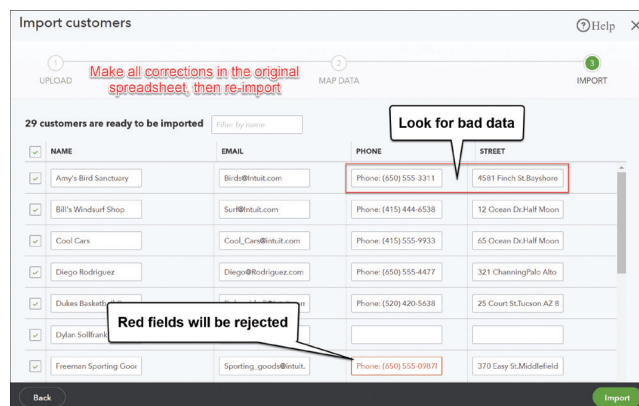 Import customers
Help
1
2
3
UPLOAD
MAP DATA
IMPORT
Make all corrections in the original
spreadsheet, then re-import
29 customers are ready to be imported
Filter by name
Look for bad data
NAME EMAIL PHONE STREET
Amy's Bird Sanctuary Birds@Intuit.com Phone: (650) 555-3311 4581 Finch St.Bayshore
Bill's Windsurf Shop Surf@Intuit.com Phone: (415) 444-6538 12 Ocean Dr.Half Moon
Cool Cars Cool_Cars@intuit.com Phone: (415) 555-9933 65 Ocean Dr.Half Moon
Diego Rodriguez Diego@Rodriguez.com Phone: (650) 555-4477 321 ChanningPalo Alto
Dukes Phone: (520) 420-5638 25 Court St.Tucson AZ 8
Red fields will be rejected
Dylan Sollfrank
Freeman Sporting Goo Sporting_goods@intuit. Phone: (650) 555-0987/ 370 Easy St.Middlefield
Back
Import